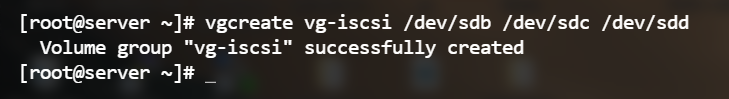 [root@server ~]# vgcreate vg-iscsi /dev/sdb /dev/sdc /dev/sdd
  Volume group "vg-iscsi" successfully created
[root@server ~]# _